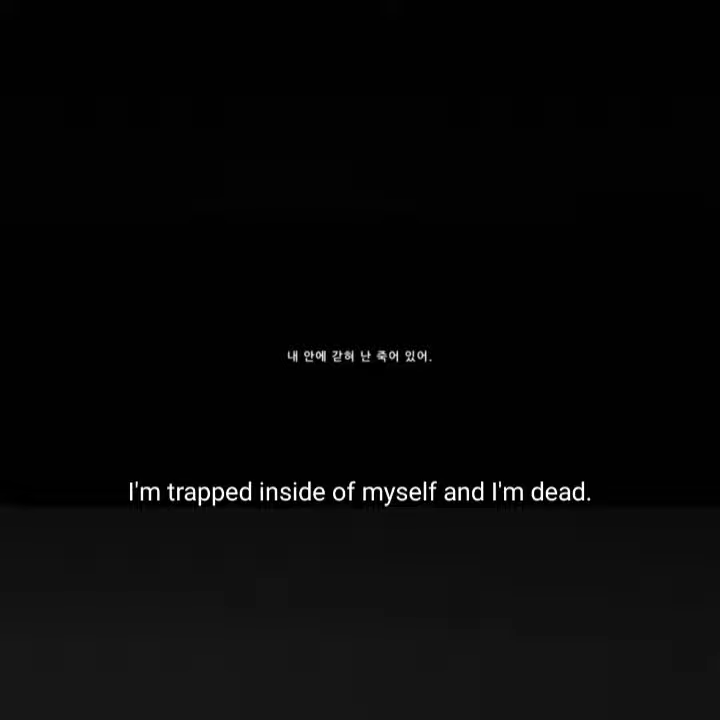 내 안에 갇혀 난 죽어 있어.
I'm trapped inside of myself and I'm dead.